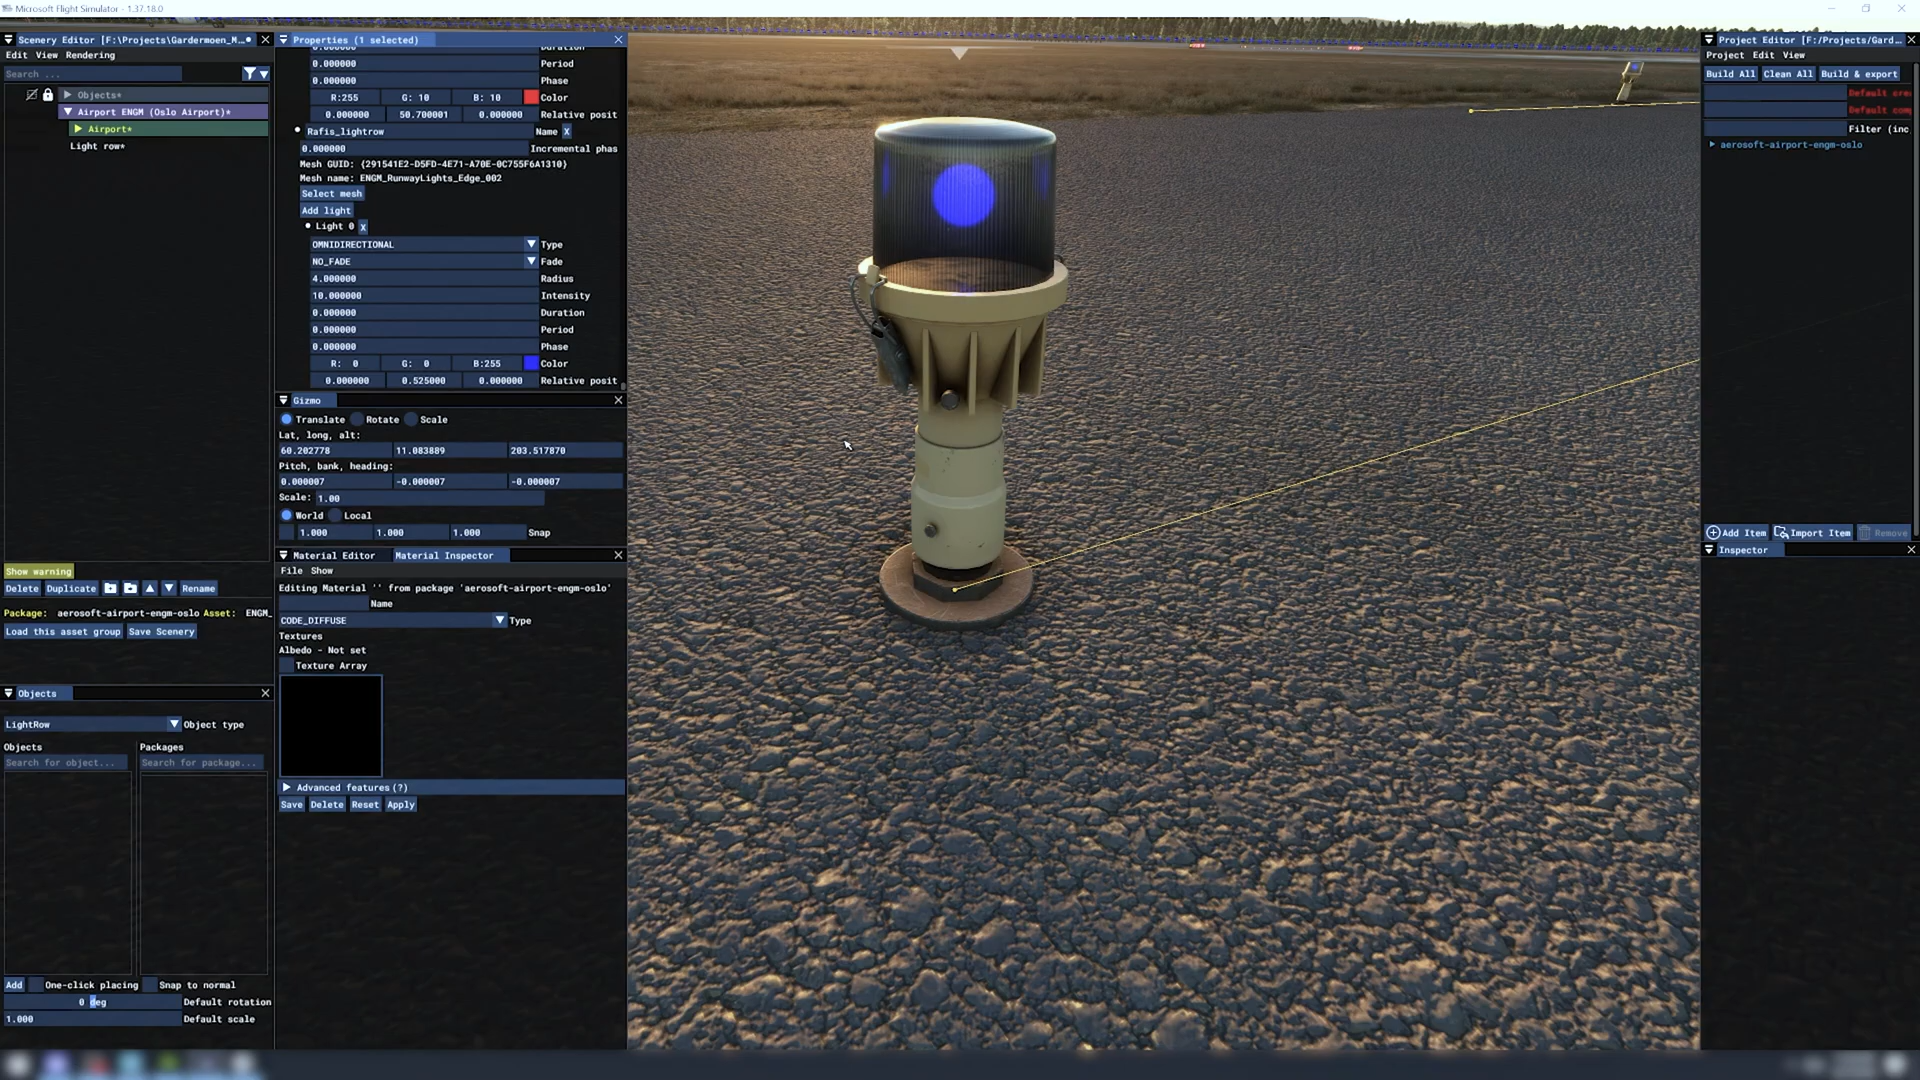 Microsoft Flight Simulator - 1.37.18.0
Scenery Editor [F:\Projects\Gardermoen_M...
Edit View Rendering
Search ...
Objects*
Airport ENGM (Oslo Airport)*
Airport*
Light row*
Show warning
Delete Duplicate Rename
Package: aerosoft-airport-engm-oslo Asset: ENGM_
Load this asset group Save Scenery
Objects
LightRow Object type
Objects Packages
Search for object... Search for package...
Add One-click placing Snap to normal
0 deg Default rotation
1.000 Default scale
Properties (1 selected)
0.000000 Duration
0.000000 Period
0.000000 Phase
R:255 G: 10 B: 10 Color
0.000000 50.700001 0.000000 Relative posit
Rafis_lightrow Name X
0.000000 Incremental phas
Mesh GUID: {291541E2-D5FD-4E71-A70E-0C755F6A1310}
Mesh name: ENGM_RunwayLights_Edge_002
Select mesh
Add light
Light 0 x
OMNIDIRECTIONAL Type
NO_FADE Fade
4.000000 Radius
10.000000 Intensity
0.000000 Duration
0.000000 Period
0.000000 Phase
R: 0 G: 0 B:255 Color
0.000000 0.525000 0.000000 Relative posit
Gizmo
Translate Rotate Scale
Lat, long, alt:
60.202778 11.083889 203.517870
Pitch, bank, heading:
0.000007 -0.000007 -0.000007
Scale: 1.00
World Local
1.000 1.000 1.000 Snap
Material Editor Material Inspector
File Show
Editing Material '' from package 'aerosoft-airport-engm-oslo'
Name
CODE_DIFFUSE Type
Textures
Albedo - Not set
Texture Array
Advanced features(?)
Save Delete Reset Apply
Project Editor [F:/Projects/Gard...
Project Edit View
Build All Clean All Build & export
Default cre
Default com
Filter (inc
aerosoft-airport-engm-oslo
Add Item Import Item Remove
Inspector